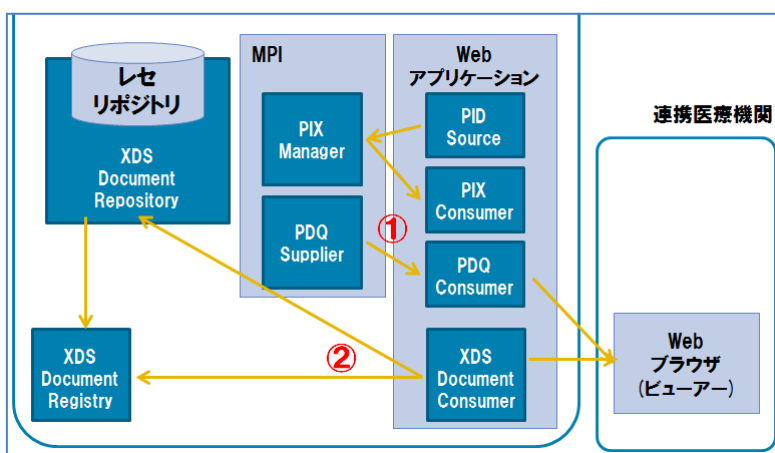 レセ
リポジトリ
XDS
Document
Repository
MPI
PIX
Manager
PDQ
Supplier
①
Web
アプリケーション
PID
Source
PIX
Consumer
PDQ
Consumer
XDS
Document
Registry
②
XDS
Document
Consumer
連携医療機関
Web
ブラウザ
(ビューアー)